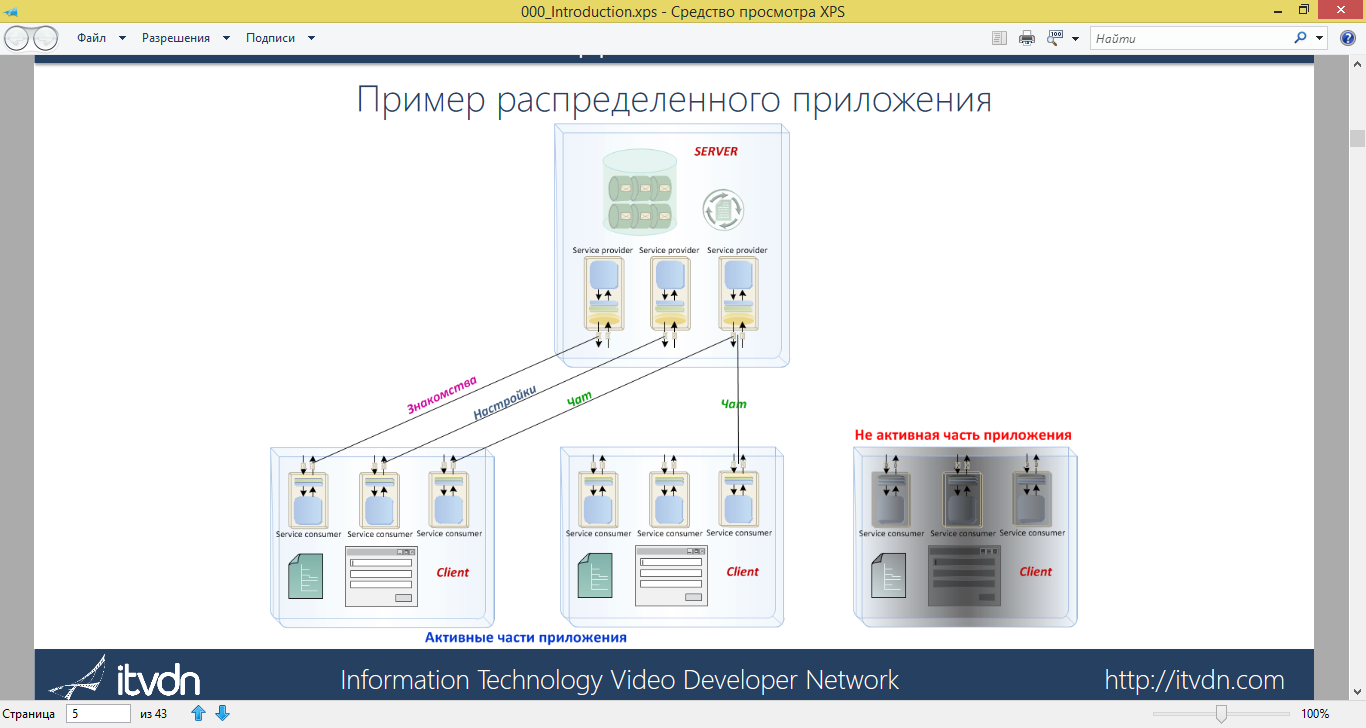 000_Introduction.xps - Средство просмотра XPS
Файл Разрешения Подписи 100 Найти
Пример распределенного приложения
SERVER
Service provider Service provider Service provider
Знакомства
Настройки
Чат
Чат
Не активная часть приложения
Service consumer Service consumer Service consumer
Client
Service consumer Service consumer Service consumer
Client
Service consumer Service consumer Service consumer
Client
Активные части приложения
itvdn Information Technology Video Developer Network http://itvdn.com
Страница 5 из 43 100%